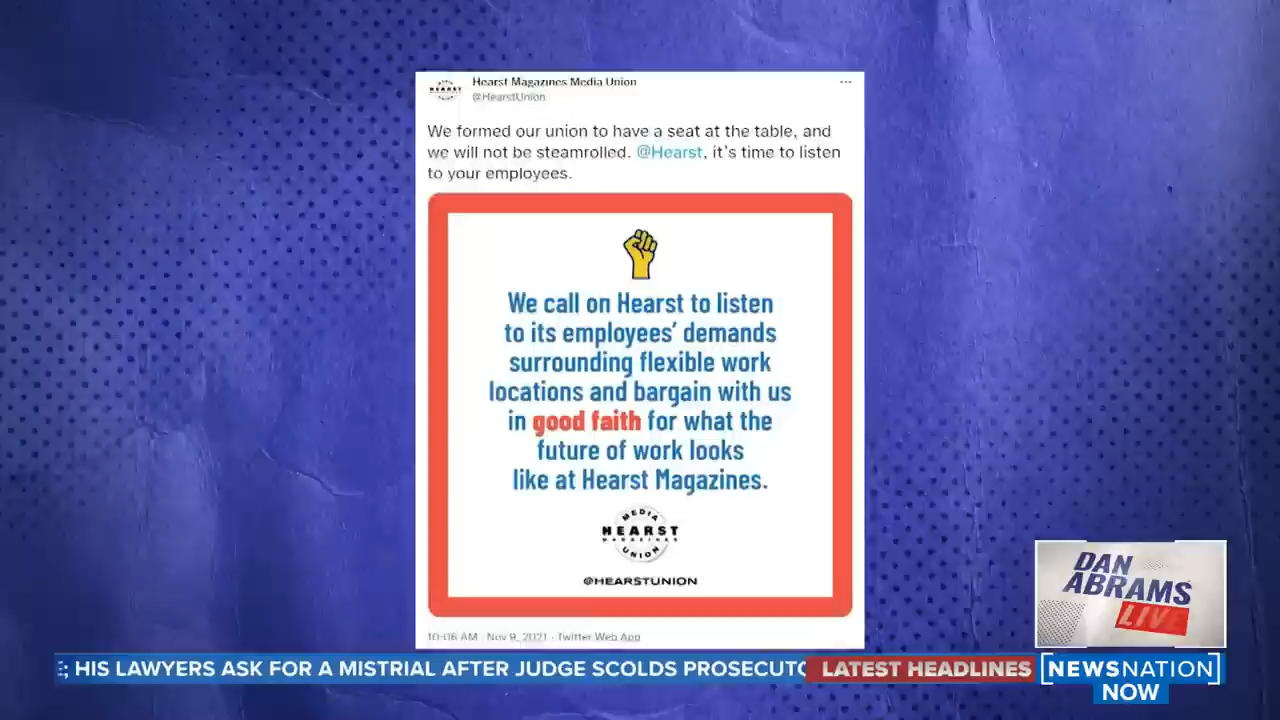 Hearst Magazines Media Union
@HearstUnion
We formed our union to have a seat at the table, and
we will not be steamrolled. @Hearst, it's time to listen
to your employees.
We call on Hearst to listen
to its employees' demands
surrounding flexible work
locations and bargain with us
in good faith for what the
future of work looks
like at Hearst Magazines.
MEDIA
HEARST
MAGAZINES
UNION
@HEARSTUNION
10:06 AM · Nov 9, 2021 · Twitter Web App
DAN
ABRAMS
LIVE
; HIS LAWYERS ASK FOR A MISTRIAL AFTER JUDGE SCOLDS PROSECUTO
LATEST HEADLINES
NEWSNATION
NOW